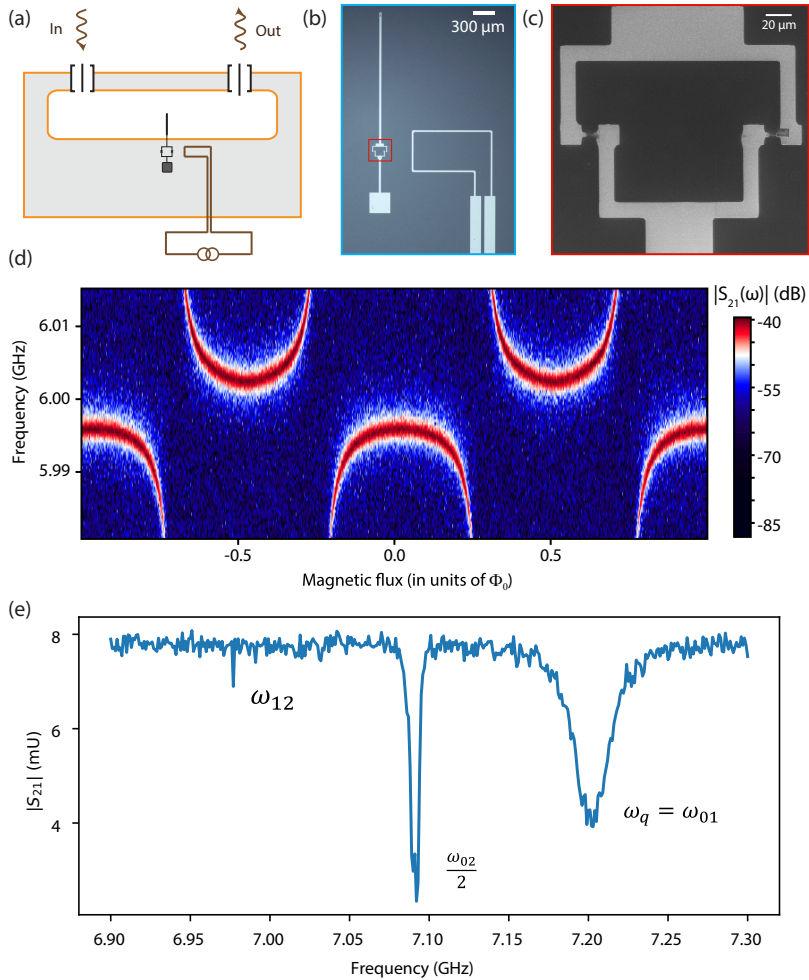 (a)
In
Out
(b)
300 μm
(c)
20 μm
(d)
|S21(ω)| (dB)
-40
-55
-70
-85
Frequency (GHz)
6.01
6.00
5.99
-0.5
0.0
0.5
Magnetic flux (in units of Φ0)
(e)
|S21| (mU)
8
6
4
ω12
ω02/2
ωq = ω01
6.90
6.95
7.00
7.05
7.10
7.15
7.20
7.25
7.30
Frequency (GHz)